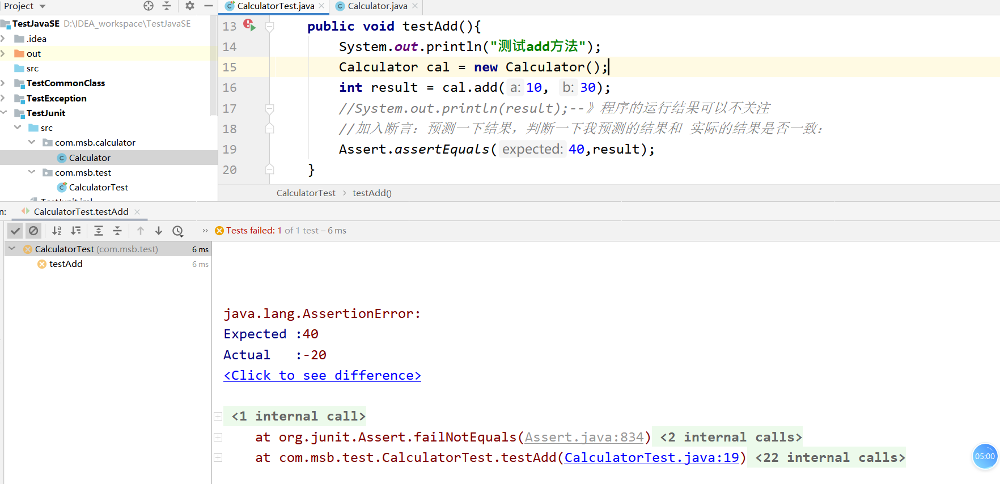 Project
CalculatorTest.java
Calculator.java
TestJavaSE D:\IDEA_workspace\TestJavaSE
.idea
out
src
TestCommonClass
TestException
TestJunit
src
com.msb.calculator
Calculator
com.msb.test
CalculatorTest
TestJunit.iml
13 public void testAdd(){
14 System.out.println("测试add方法");
15 Calculator cal = new Calculator();
16 int result = cal.add( a: 10, b: 30);
17 //System.out.println(result);--》程序的运行结果可以不关注
18 //加入断言：预测一下结果，判断一下我预测的结果和 实际的结果是否一致：
19 Assert.assertEquals( expected: 40,result);
20 }
CalculatorTest › testAdd()
n: CalculatorTest.testAdd
» Tests failed: 1 of 1 test – 6 ms
CalculatorTest (com.msb.test) 6 ms
testAdd 6 ms
java.lang.AssertionError:
Expected :40
Actual :-20
<Click to see difference>
<1 internal call>
at org.junit.Assert.failNotEquals(Assert.java:834) <2 internal calls>
at com.msb.test.CalculatorTest.testAdd(CalculatorTest.java:19) <22 internal calls>
05:00